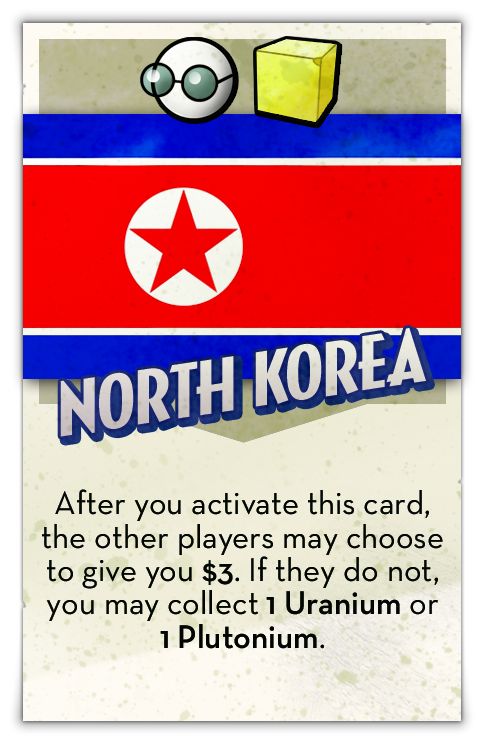 NORTH KOREA
After you activate this card,
the other players may choose
to give you $3. If they do not,
you may collect 1 Uranium or
1 Plutonium.